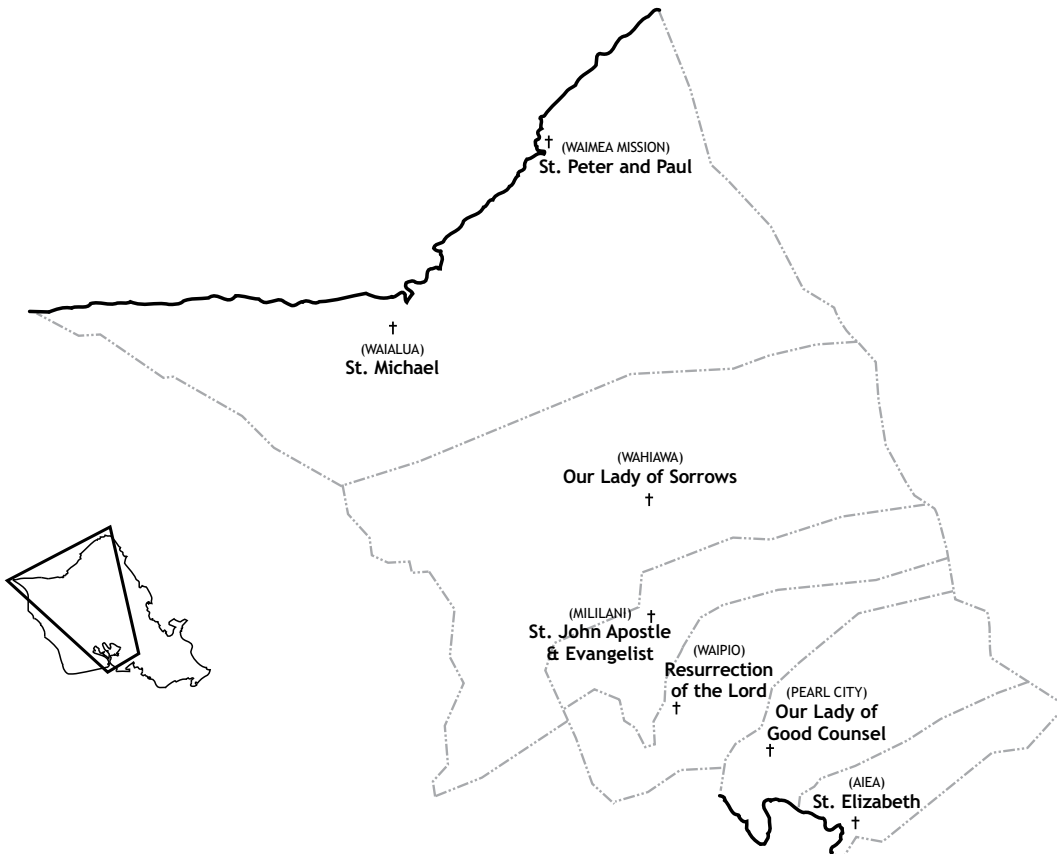 (WAIMEA MISSION)
St. Peter and Paul
(WAIALUA)
St. Michael
(WAHIAWA)
Our Lady of Sorrows
(MILILANI)
St. John Apostle
& Evangelist
(WAIPIO)
Resurrection
of the Lord
(PEARL CITY)
Our Lady of
Good Counsel
(AIEA)
St. Elizabeth